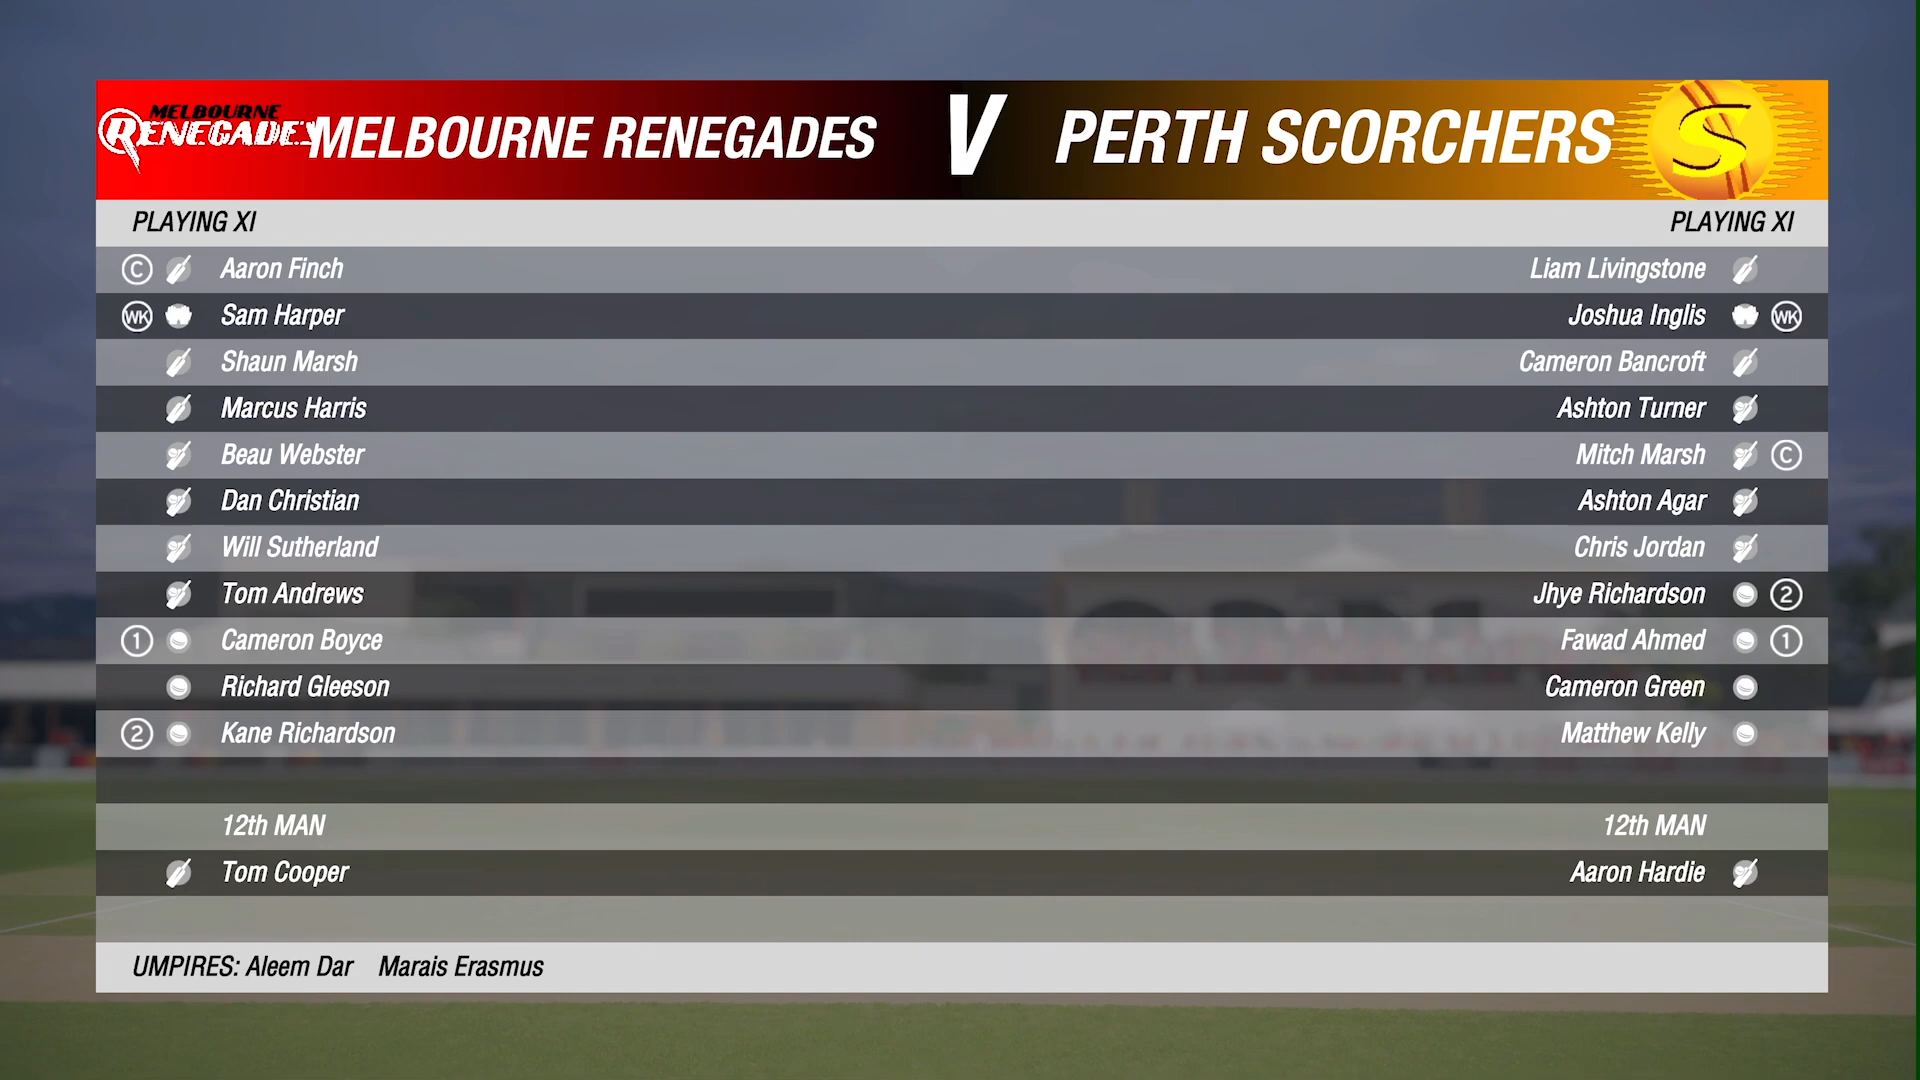 MELBOURNE
RENEGADES
MELBOURNE RENEGADES V PERTH SCORCHERS S
PLAYING XI PLAYING XI
C Aaron Finch Liam Livingstone
WK Sam Harper Joshua Inglis WK
Shaun Marsh Cameron Bancroft
Marcus Harris Ashton Turner
Beau Webster Mitch Marsh C
Dan Christian Ashton Agar
Will Sutherland Chris Jordan
Tom Andrews Jhye Richardson 2
1 Cameron Boyce Fawad Ahmed 1
Richard Gleeson Cameron Green
2 Kane Richardson Matthew Kelly
12th MAN 12th MAN
Tom Cooper Aaron Hardie
UMPIRES: Aleem Dar Marais Erasmus